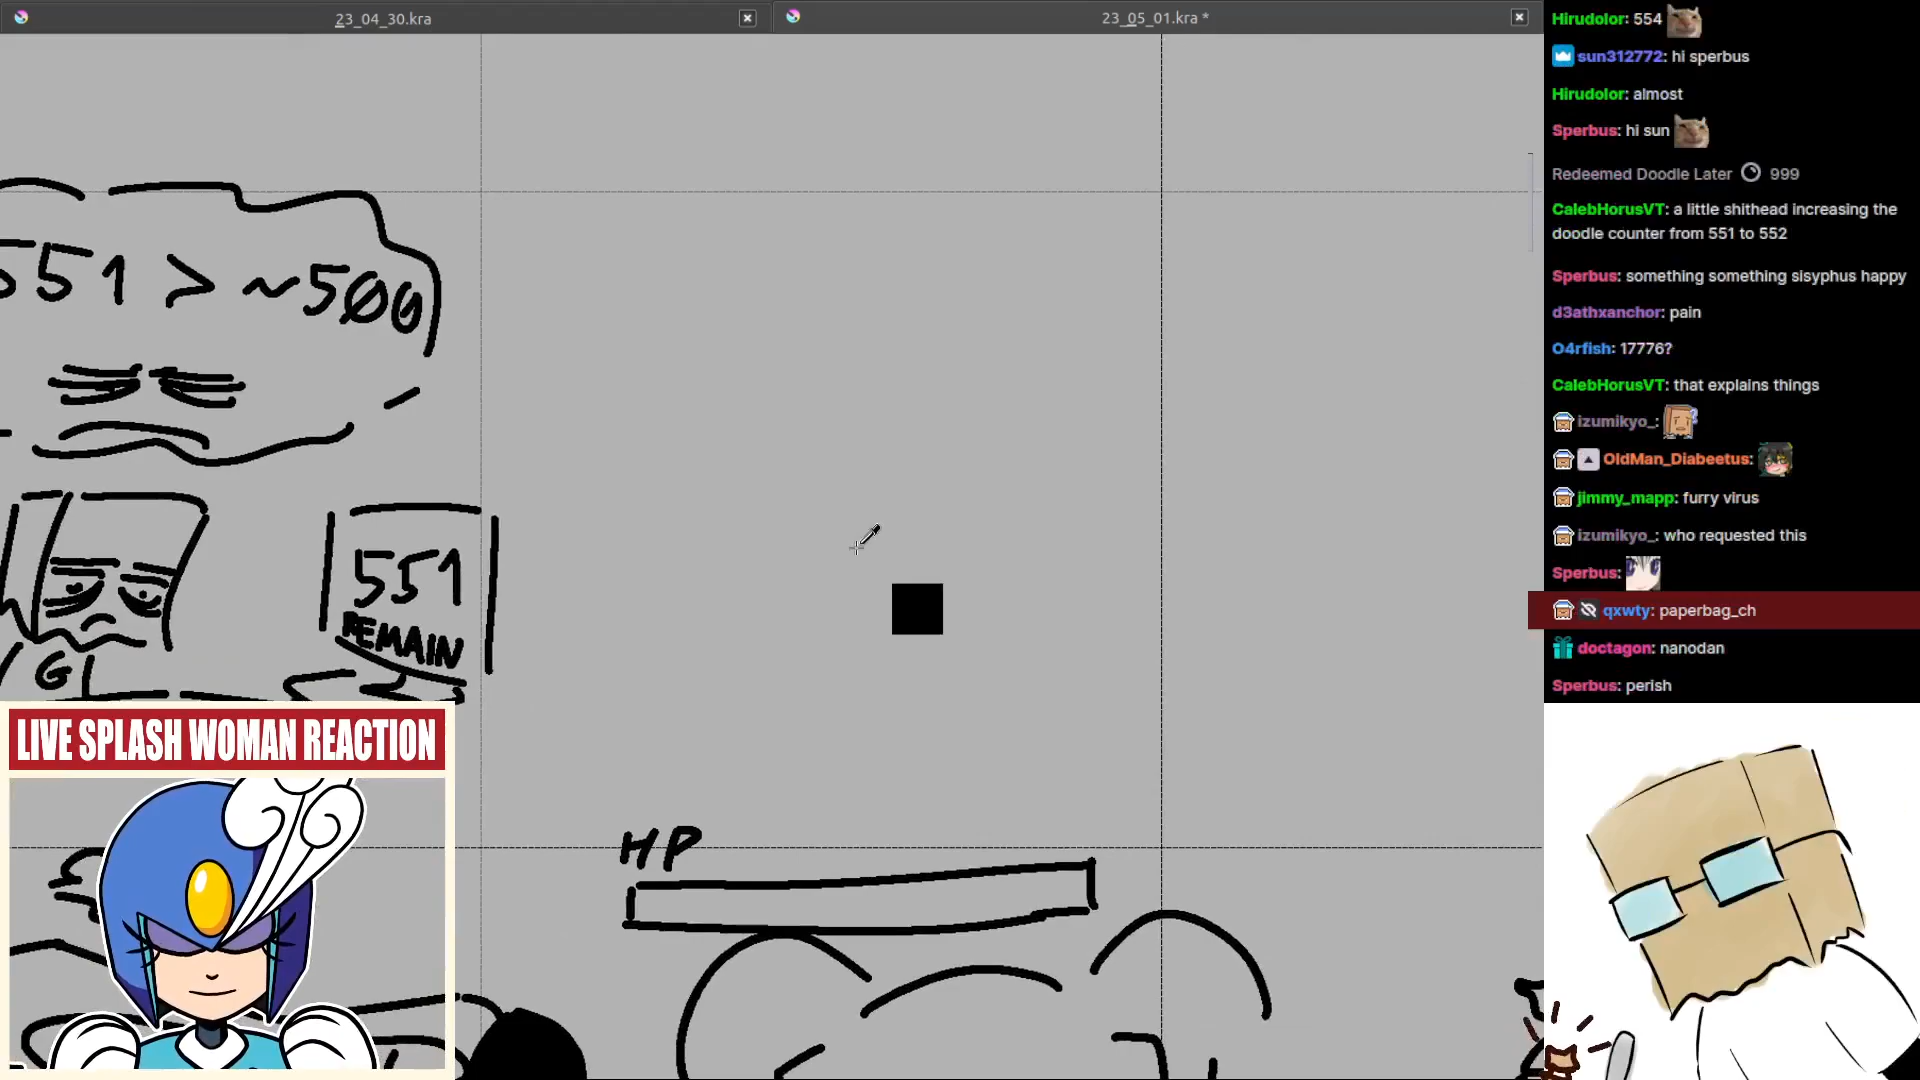 23_04_30.kra
23_05_01.kra *
551 > ~500
551
REMAIN
G
HP
LIVE SPLASH WOMAN REACTION
Hirudolor: 554
sun312772: hi sperbus
Hirudolor: almost
Sperbus: hi sun
Redeemed Doodle Later 999
CalebHorusVT: a little shithead increasing the
doodle counter from 551 to 552
Sperbus: something something sisyphus happy
d3athxanchor: pain
O4rfish: 17776?
CalebHorusVT: that explains things
izumikyo_:
OldMan_Diabeetus:
jimmy_mapp: furry virus
izumikyo_: who requested this
Sperbus:
qxwty: paperbag_ch
doctagon: nanodan
Sperbus: perish